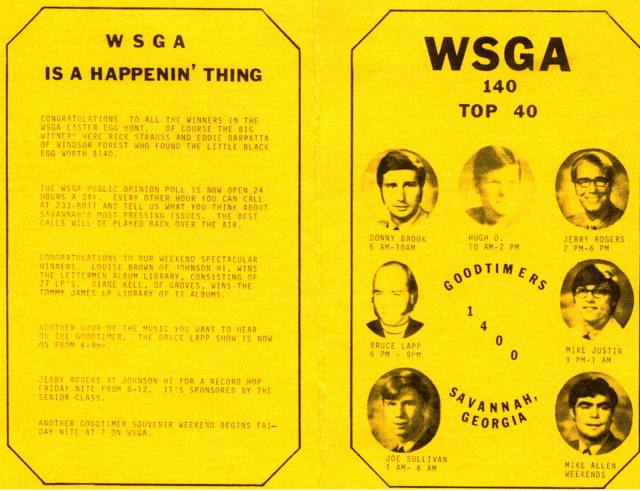 WSGA
IS A HAPPENIN' THING
CONGRATULATIONS TO ALL THE WINNERS IN THE
WSGA EASTER EGG HUNT. OF COURSE THE BIG
WINNERS WERE RICK STRAUSS AND EDDIE BARRATTA
OF WINDSOR FOREST WHO FOUND THE LITTLE BLACK
EGG WORTH $140.
THE WSGA PUBLIC OPINION POLL IS NOW OPEN 24
HOURS A DAY. EVERY OTHER HOUR YOU CAN CALL
AT 233-8811 AND TELL US WHAT YOU THINK ABOUT
SAVANNAH'S MOST PRESSING ISSUES. THE BEST
CALLS WILL BE PLAYED BACK OVER THE AIR.
CONGRATULATIONS TO OUR WEEKEND SPECTACULAR
WINNERS. LOUISE BROWN OF JOHNSON HI, WINS
THE LETTERMEN ALBUM LIBRARY, CONSISTING OF
27 LP'S. DIANE KELL, OF GROVES, WINS THE
TOMMY JAMES LP LIBRARY OF 11 ALBUMS.
ANOTHER HOUR OF THE MUSIC YOU WANT TO HEAR
ON THE GOODTIMER. THE BRUCE LAPP SHOW IS NOW
ON FROM 6-9PM.
JERRY ROGERS AT JOHNSON HI FOR A RECORD HOP
FRIDAY NITE FROM 8-12. IT'S SPONSORED BY THE
SENIOR CLASS.
ANOTHER GOODTIMER SOUVENIR WEEKEND BEGINS FRI-
DAY NITE AT 7 ON WSGA.
WSGA
140
TOP 40
DONNY BROOK
6 AM-10AM
HUGH D.
10 AM-2 PM
JERRY ROGERS
2 PM-6 PM
GOODTIMERS
1400
SAVANNAH,
GEORGIA
BRUCE LAPP
6 PM - 9PM
MIKE JUSTIN
9 PM-1 AM
JOE SULLIVAN
1 AM- 6 AM
MIKE ALLEN
WEEKENDS